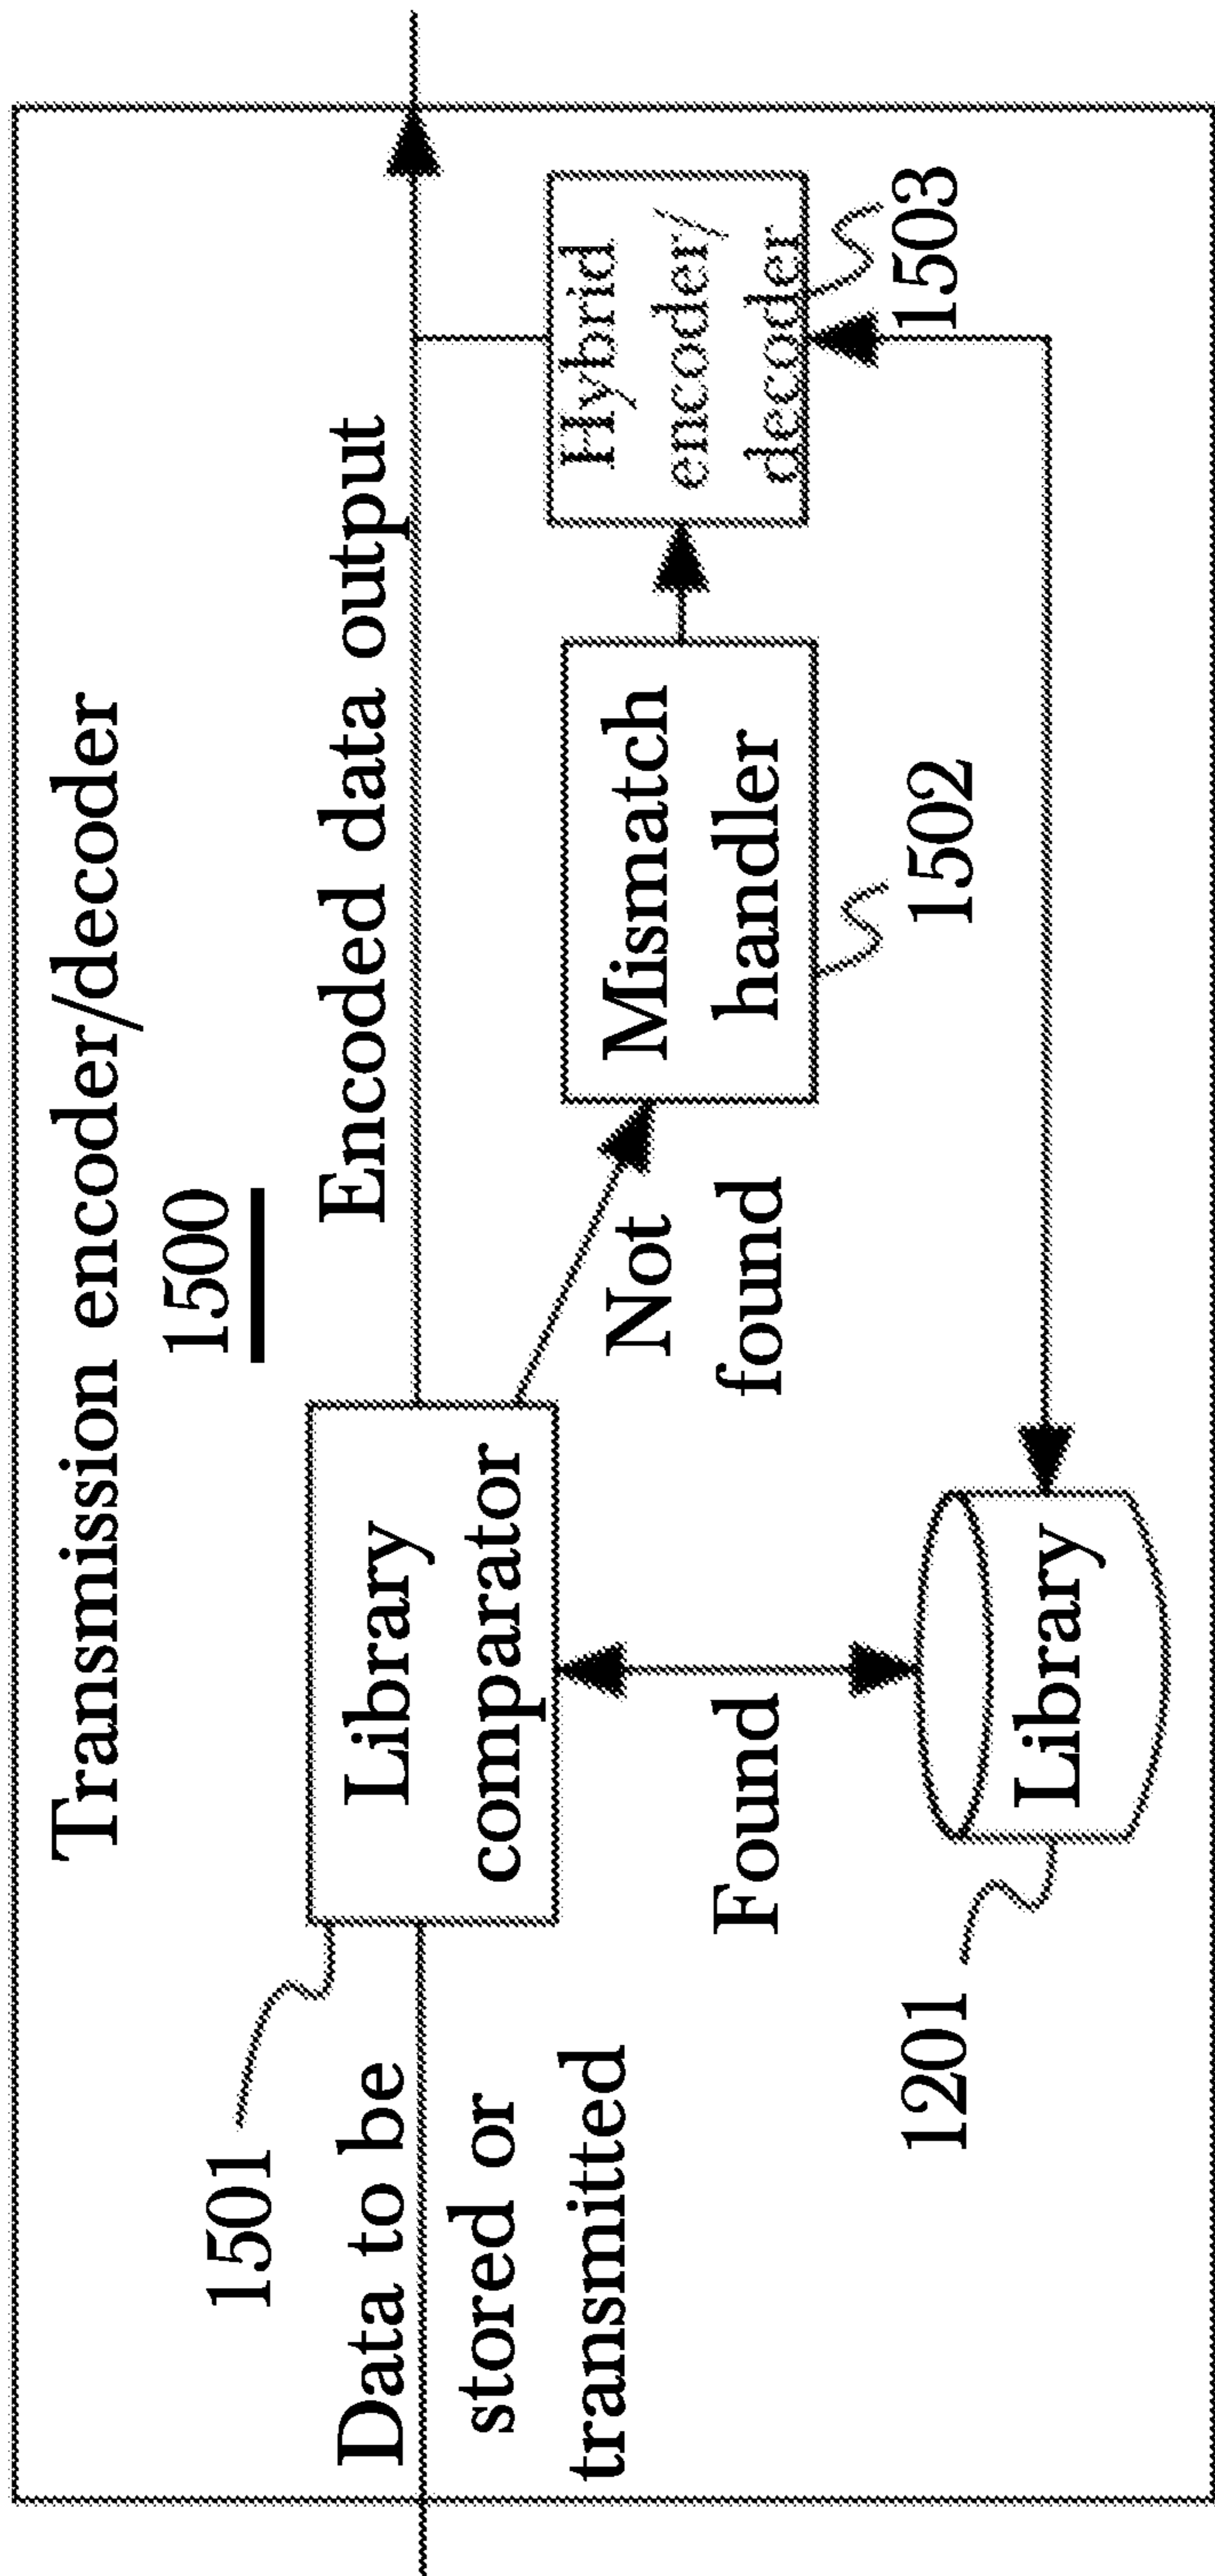 Transmission encoder/decoder
1500
1501
Data to be
stored or
transmitted
Library
comparator
Encoded data output
Not
found
Mismatch
handler
1502
Hybrid
encoder/
decoder
1503
Found
1201
Library